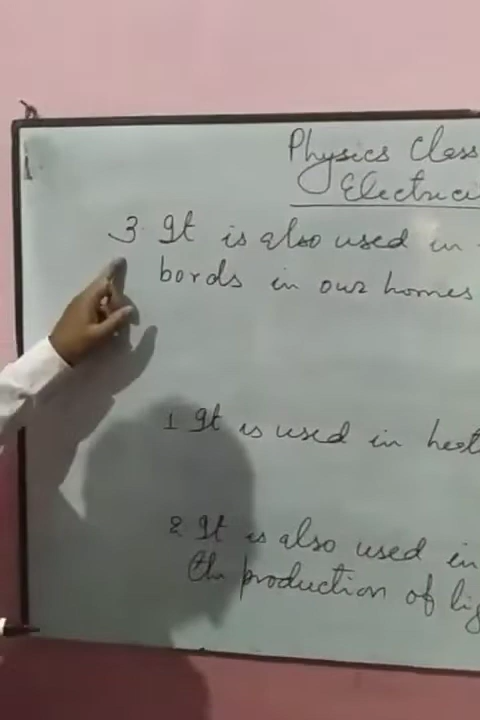 Physics Class
Electrici
3. It is also used in
bords in our homes
1 It is used in heat
2. It is also used in
the production of lig